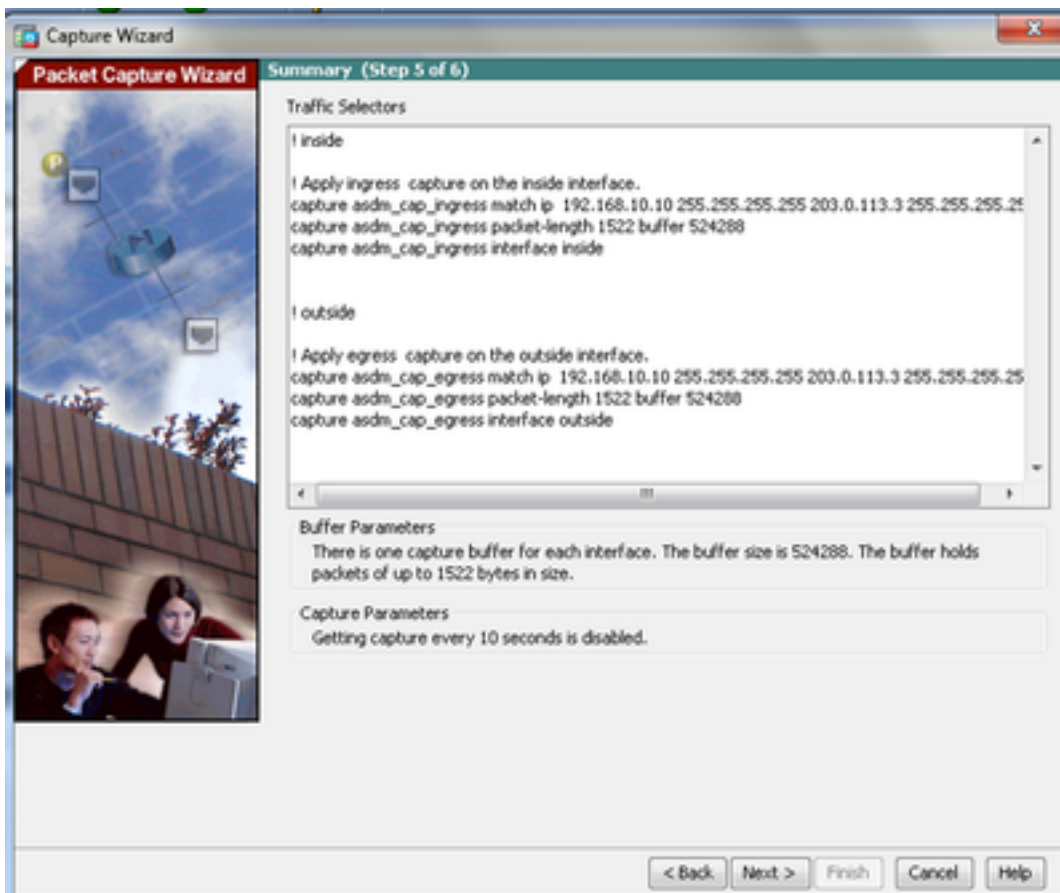 Capture Wizard
Packet Capture Wizard
Summary (Step 5 of 6)
Traffic Selectors
! inside
! Apply ingress capture on the inside interface.
capture asdm_cap_ingress match ip 192.168.10.10 255.255.255.255 203.0.113.3 255.255.255.25
capture asdm_cap_ingress packet-length 1522 buffer 524288
capture asdm_cap_ingress interface inside
! outside
! Apply egress capture on the outside interface.
capture asdm_cap_egress match ip 192.168.10.10 255.255.255.255 203.0.113.3 255.255.255.25
capture asdm_cap_egress packet-length 1522 buffer 524288
capture asdm_cap_egress interface outside
Buffer Parameters
There is one capture buffer for each interface. The buffer size is 524288. The buffer holds
packets of up to 1522 bytes in size.
Capture Parameters
Getting capture every 10 seconds is disabled.
< Back Next > Finish Cancel Help